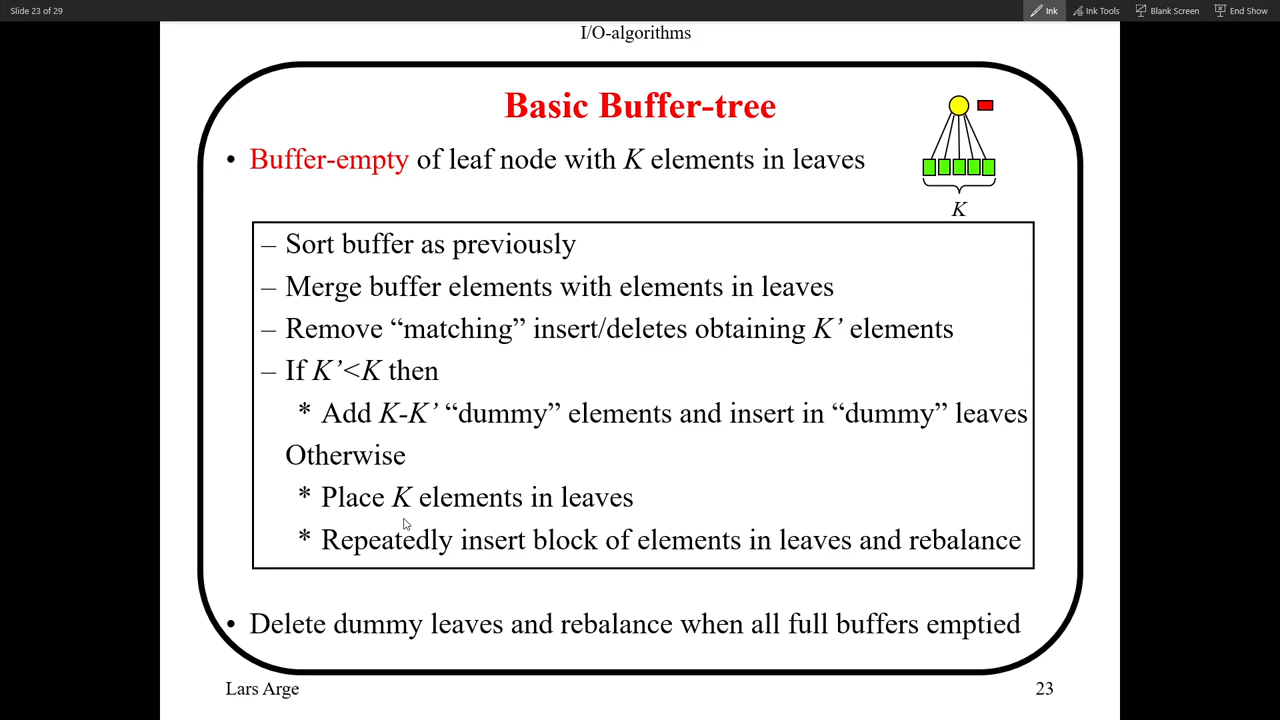 Slide 23 of 29
Ink
Ink Tools
Blank Screen
End Show
I/O-algorithms
Basic Buffer-tree
• Buffer-empty of leaf node with K elements in leaves
K
– Sort buffer as previously
– Merge buffer elements with elements in leaves
– Remove “matching” insert/deletes obtaining K’ elements
– If K’<K then
* Add K-K’ “dummy” elements and insert in “dummy” leaves
Otherwise
* Place K elements in leaves
* Repeatedly insert block of elements in leaves and rebalance
• Delete dummy leaves and rebalance when all full buffers emptied
Lars Arge
23